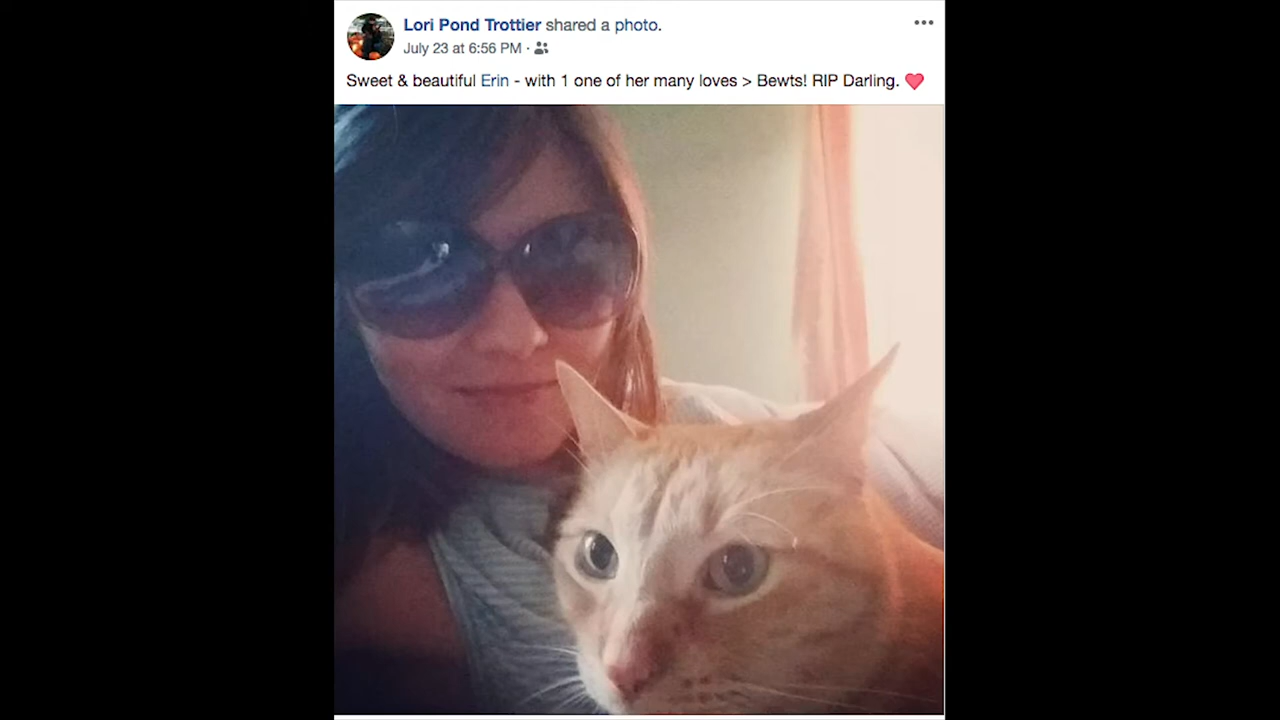 Lori Pond Trottier shared a photo.
July 23 at 6:56 PM ·
Sweet & beautiful Erin - with 1 one of her many loves > Bewts! RIP Darling. ❤️